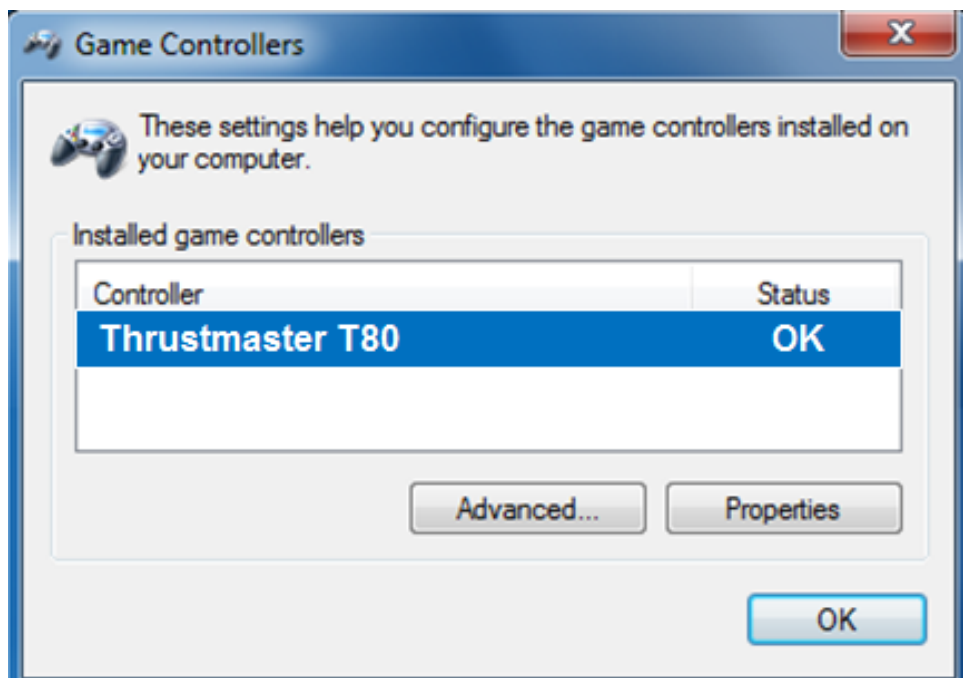 Game Controllers
These settings help you configure the game controllers installed on
your computer.
Installed game controllers
Controller Status
Thrustmaster T80 OK
Advanced... Properties
OK